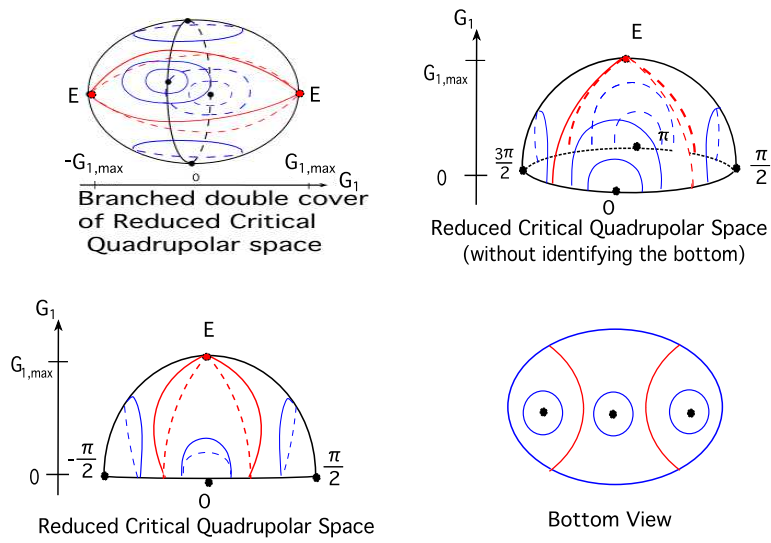 E
E
-G1,max
o
G1,max
G1
Branched double cover
of Reduced Critical
Quadrupolar space
G1
E
G1,max
π
3π
2
π
2
0
O
Reduced Critical Quadrupolar Space
(without identifying the bottom)
G1
E
G1,max
-π
2
π
2
0
O
Reduced Critical Quadrupolar Space
Bottom View